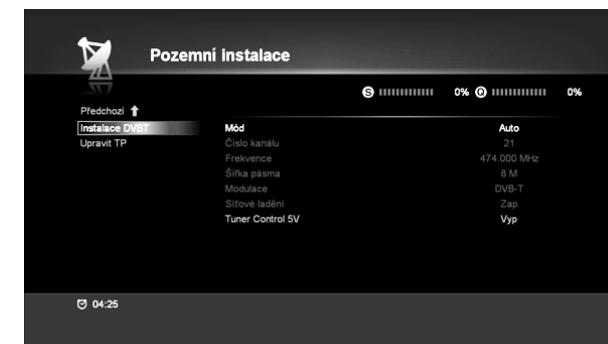 Pozemní instalace
S 0% Q 0%
Předchozí
Instalace DVBT
Upravit TP
Mód Auto
Číslo kanálu 21
Frekvence 474.000 MHz
Šířka pásma 8 M
Modulace DVB-T
Síťové ladění Zap
Tuner Control 5V Vyp
04:25